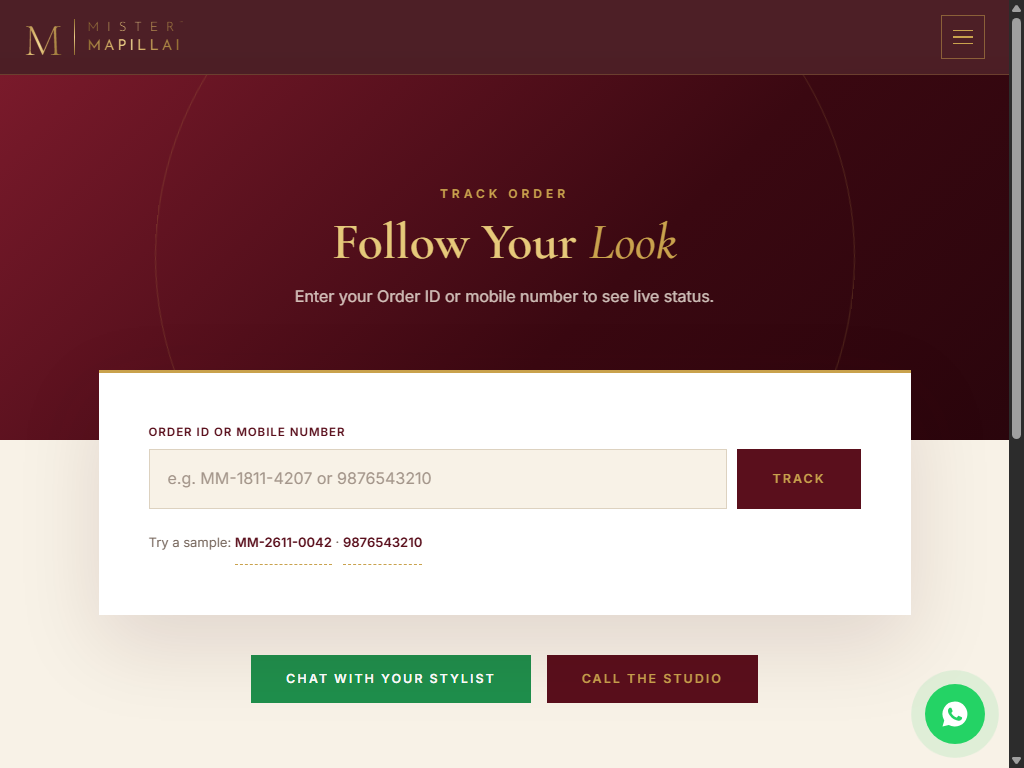 M MISTER
MAPILLAI
TRACK ORDER
Follow Your Look
Enter your Order ID or mobile number to see live status.
ORDER ID OR MOBILE NUMBER
e.g. MM-1811-4207 or 9876543210
TRACK
Try a sample: MM-2611-0042 · 9876543210
CHAT WITH YOUR STYLIST
CALL THE STUDIO